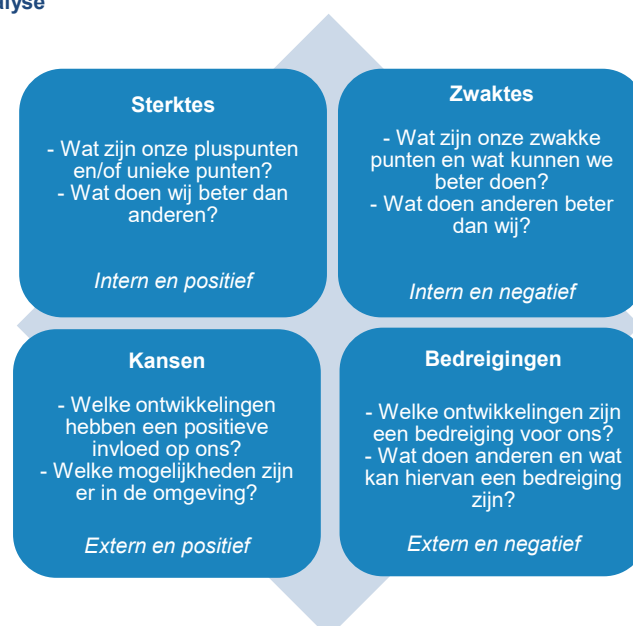 alyse
Sterktes
- Wat zijn onze pluspunten
en/of unieke punten?
- Wat doen wij beter dan
anderen?
Intern en positief
Zwaktes
- Wat zijn onze zwakke
punten en wat kunnen we
beter doen?
- Wat doen anderen beter
dan wij?
Intern en negatief
Kansen
- Welke ontwikkelingen
hebben een positieve
invloed op ons?
- Welke mogelijkheden zijn
er in de omgeving?
Extern en positief
Bedreigingen
- Welke ontwikkelingen zijn
een bedreiging voor ons?
- Wat doen anderen en wat
kan hiervan een bedreiging
zijn?
Extern en negatief